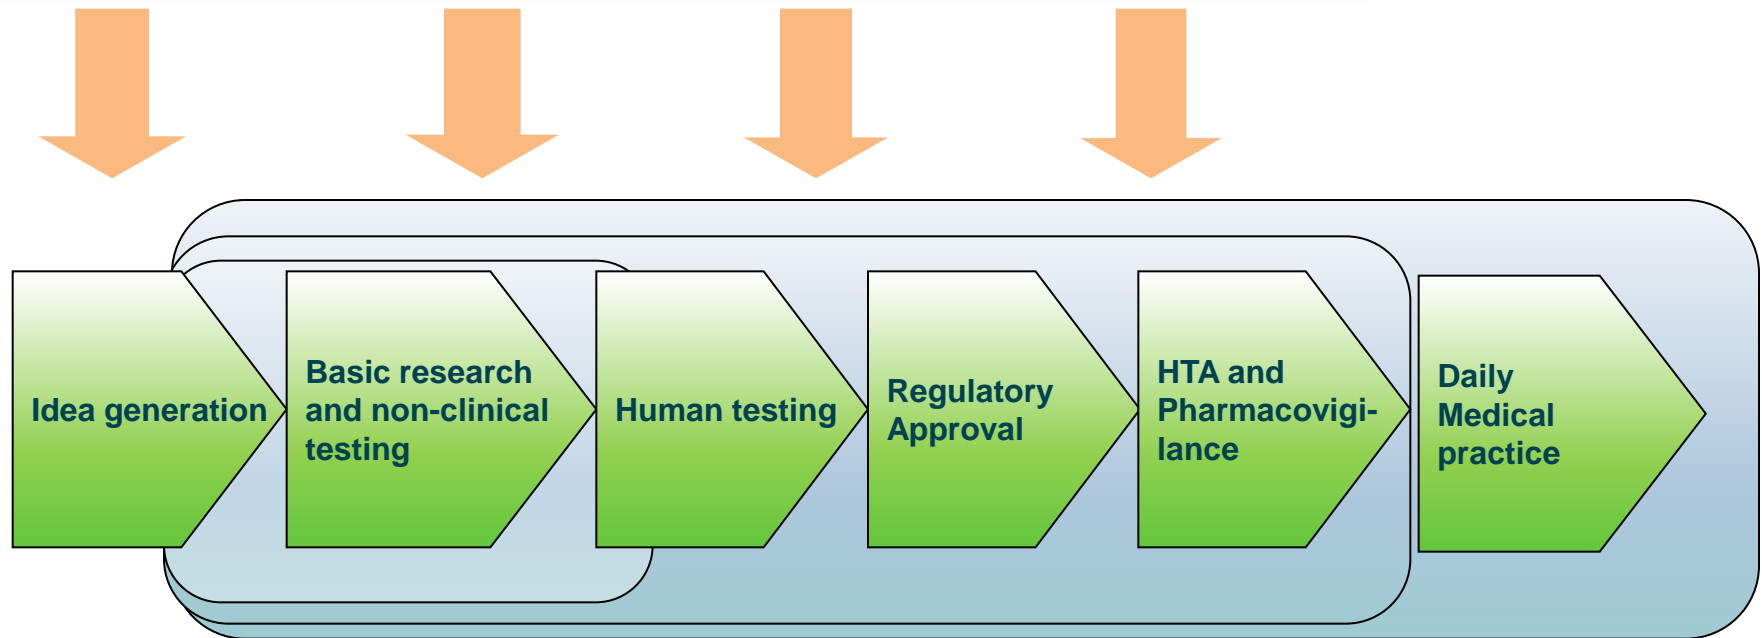 Idea generation
Basic research
and non-clinical
testing
Human testing
Regulatory
Approval
HTA and
Pharmacovigi-
lance
Daily
Medical
practice